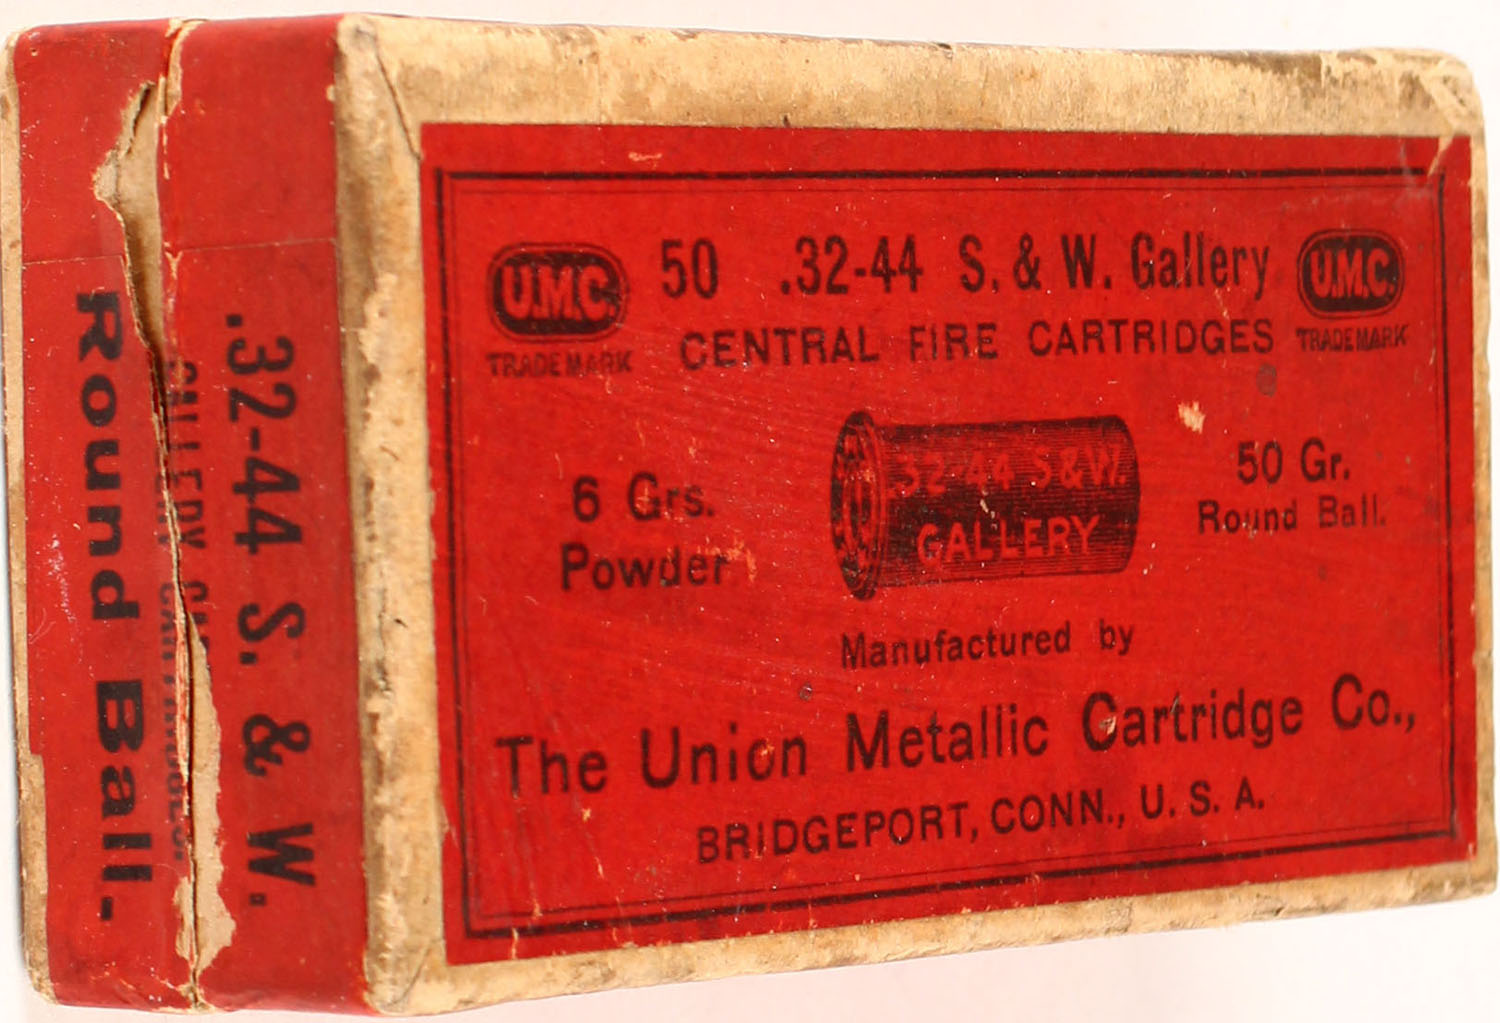 U.M.C. 50 .32-44 S. & W. Gallery U.M.C.
TRADE MARK CENTRAL FIRE CARTRIDGES TRADE MARK
6 Grs.
Powder
.32-44 S & W.
GALLERY
50 Gr.
Round Ball.
Manufactured by
The Union Metallic Cartridge Co.,
BRIDGEPORT, CONN., U. S. A.
.32-44 S. & W.
GALLERY
Round Ball.